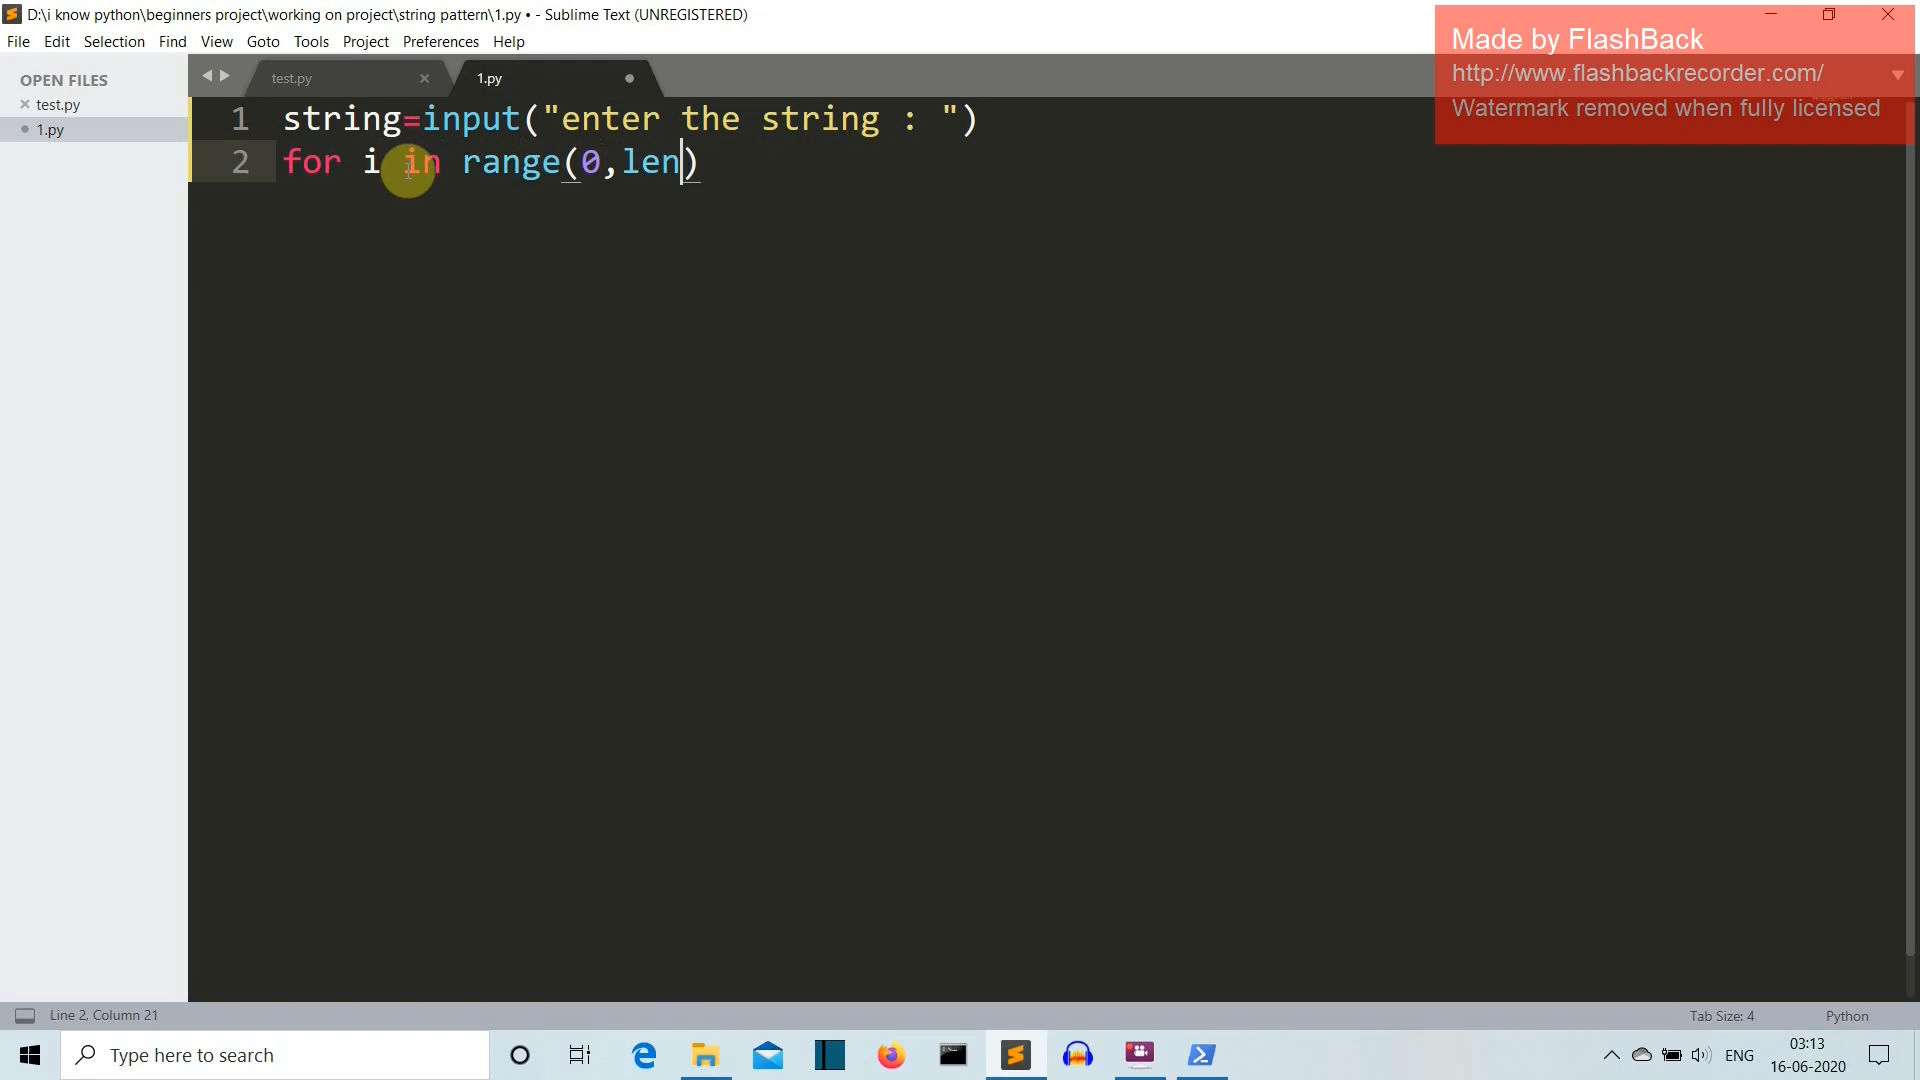 D:\i know python\beginners project\working on project\string pattern\1.py • - Sublime Text (UNREGISTERED)
File Edit Selection Find View Goto Tools Project Preferences Help
Made by FlashBack
http://www.flashbackrecorder.com/
Watermark removed when fully licensed
OPEN FILES
test.py
1.py
test.py
1.py
1 string=input("enter the string : ")
2 for i in range(0,len)
Line 2, Column 21
Tab Size: 4
Python
Type here to search
ENG
03:13
16-06-2020